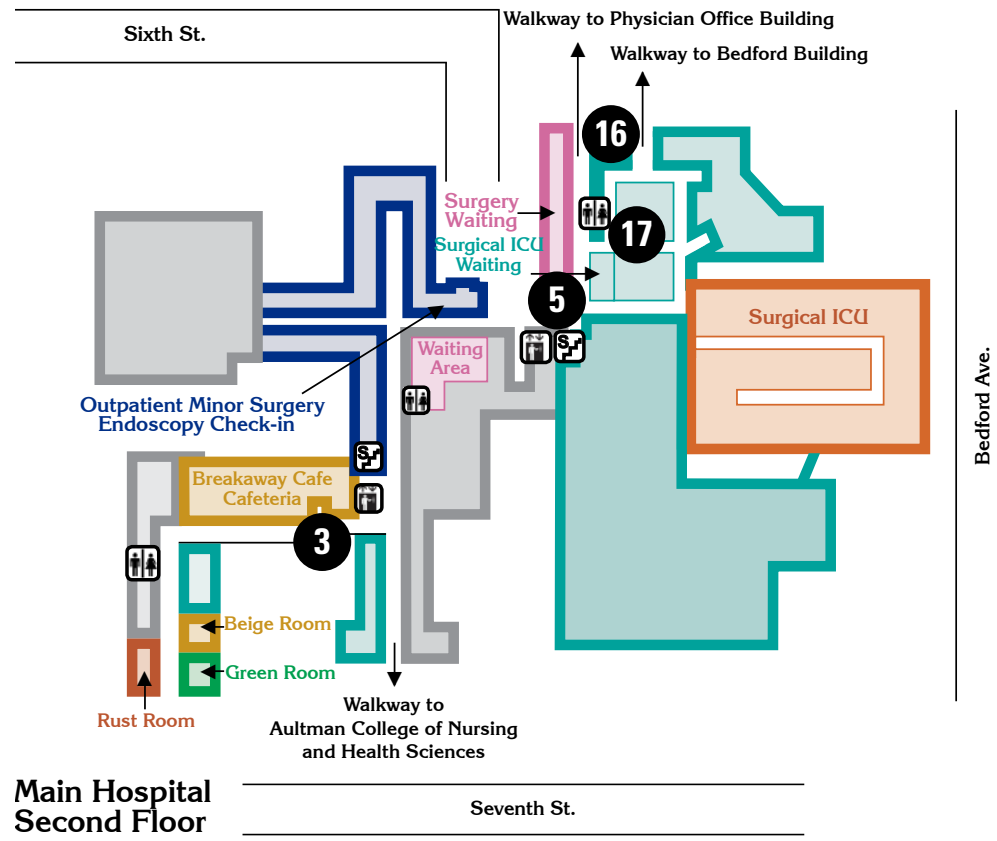 Walkway to Physician Office Building
Sixth St.
Walkway to Bedford Building
16
Surgery
Waiting
17
Surgical ICU
Waiting
5
Surgical ICU
S
Waiting
Area
Bedford Ave.
Outpatient Minor Surgery
Endoscopy Check-in
S
Breakaway Cafe
Cafeteria
3
Beige Room
Green Room
Rust Room
Walkway to
Aultman College of Nursing
and Health Sciences
Main Hospital
Second Floor
Seventh St.